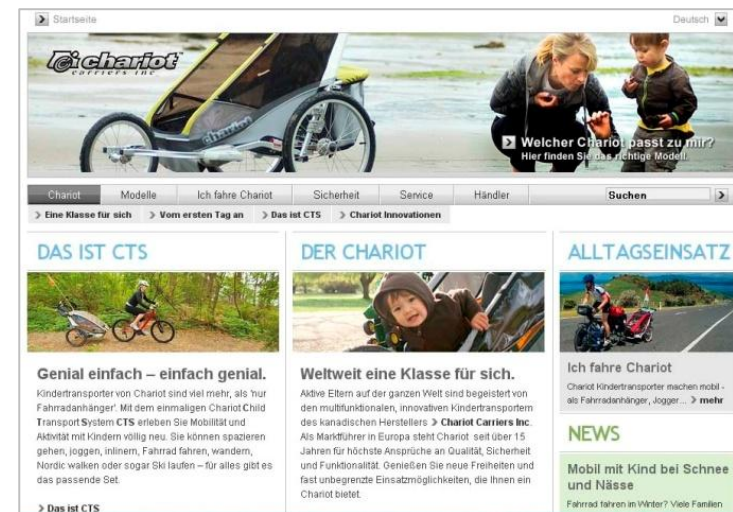 Startseite
Deutsch
chariot
carriers inc
chariot
Welcher Chariot passt zu mir?
Hier finden Sie das richtige Modell.
Chariot Modelle Ich fahre Chariot Sicherheit Service Händler Suchen
Eine Klasse für sich Vom ersten Tag an Das ist CTS Chariot Innovationen
DAS IST CTS
Genial einfach – einfach genial.
Kindertransporter von Chariot sind viel mehr, als 'nur
Fahrradanhänger'. Mit dem einmaligen Chariot Child
Transport System CTS erleben Sie Mobilität und
Aktivität mit Kindern völlig neu. Sie können spazieren
gehen, joggen, inlinern, Fahrrad fahren, wandern,
Nordic walken oder sogar Ski laufen – für alles gibt es
das passende Set.
Das ist CTS
DER CHARIOT
Weltweit eine Klasse für sich.
Aktive Eltern auf der ganzen Welt sind begeistert von
den multifunktionalen, innovativen Kindertransportern
des kanadischen Herstellers Chariot Carriers Inc.
Als Marktführer in Europa steht Chariot seit über 15
Jahren für höchste Ansprüche an Qualität, Sicherheit
und Funktionalität. Genießen Sie neue Freiheiten und
fast unbegrenzte Einsatzmöglichkeiten, die Ihnen ein
Chariot bietet.
ALLTAGSEINSATZ
Ich fahre Chariot
Chariot Kindertransporter machen mobil -
als Fahrradanhänger, Jogger... mehr
NEWS
Mobil mit Kind bei Schnee
und Nässe
Fahrrad fahren im Winter? Viele Familien